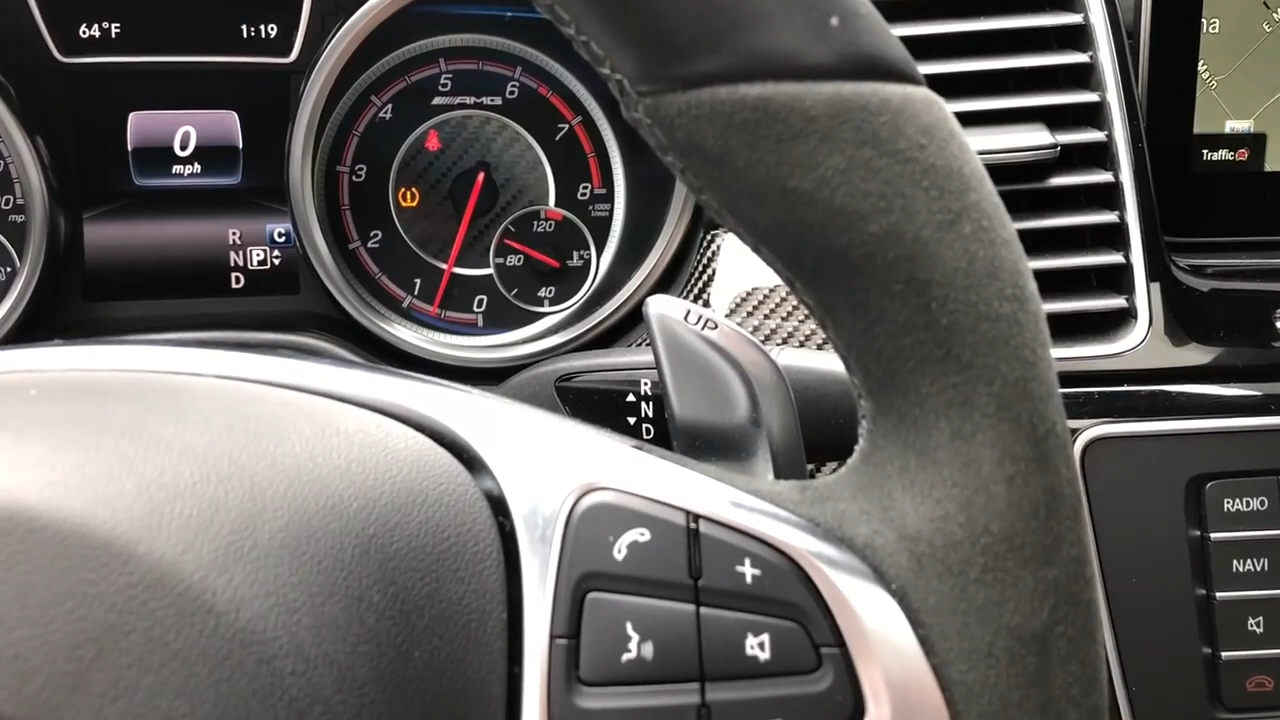 64°F
1:19
0
mph
R
N
D
P
C
0
1
2
3
4
5
6
7
8
AMG
x1000
1/min
120
80
40
°C
UP
R
N
D
Main
Traffic
RADIO
NAVI